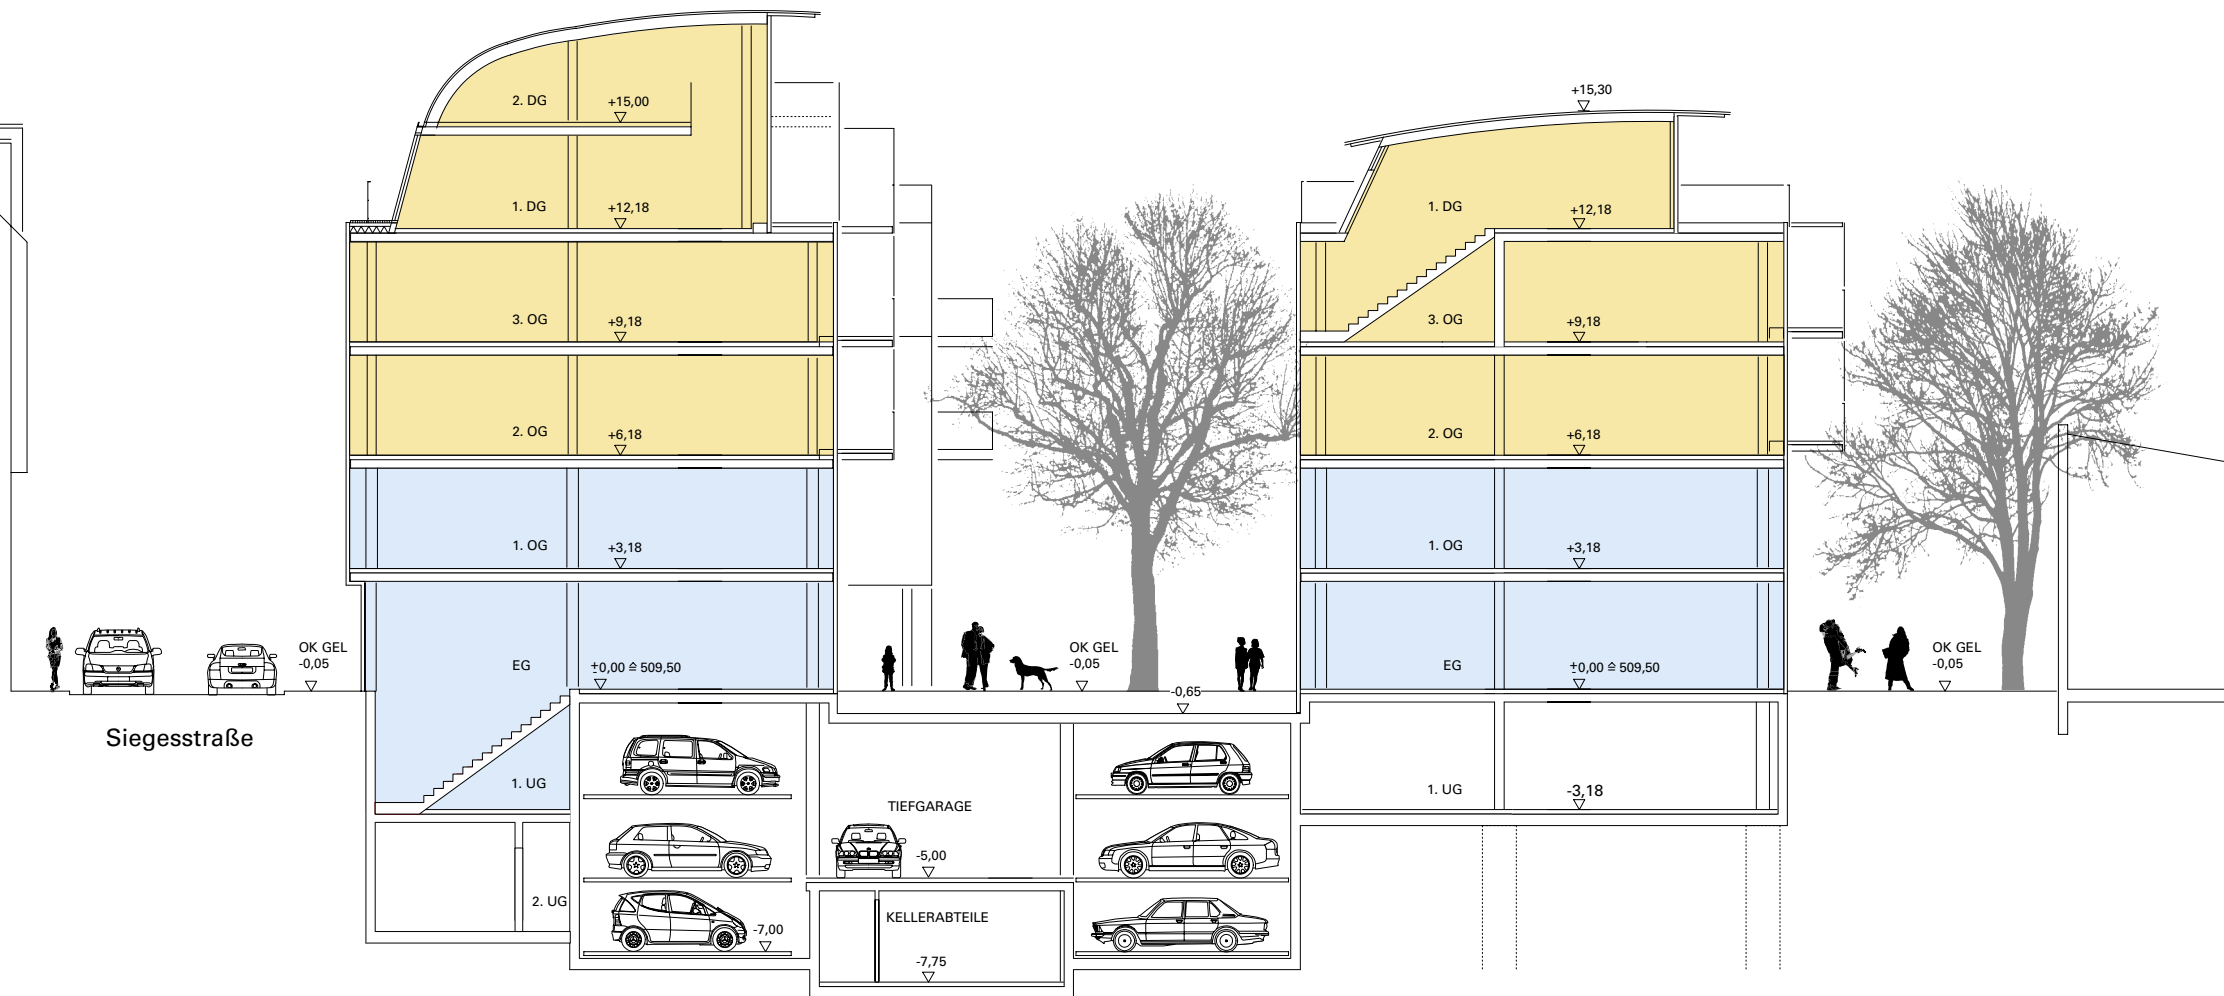 2. DG
+15,00
1. DG
+12,18
3. OG
+9,18
2. OG
+6,18
1. OG
+3,18
EG
±0,00 ≙ 509,50
OK GEL
-0,05
Siegesstraße
1. UG
2. UG
-7,00
TIEFGARAGE
-5,00
KELLERABTEILE
-7,75
OK GEL
-0,05
-0,65
+15,30
1. DG
+12,18
3. OG
+9,18
2. OG
+6,18
1. OG
+3,18
EG
±0,00 ≙ 509,50
1. UG
-3,18
OK GEL
-0,05